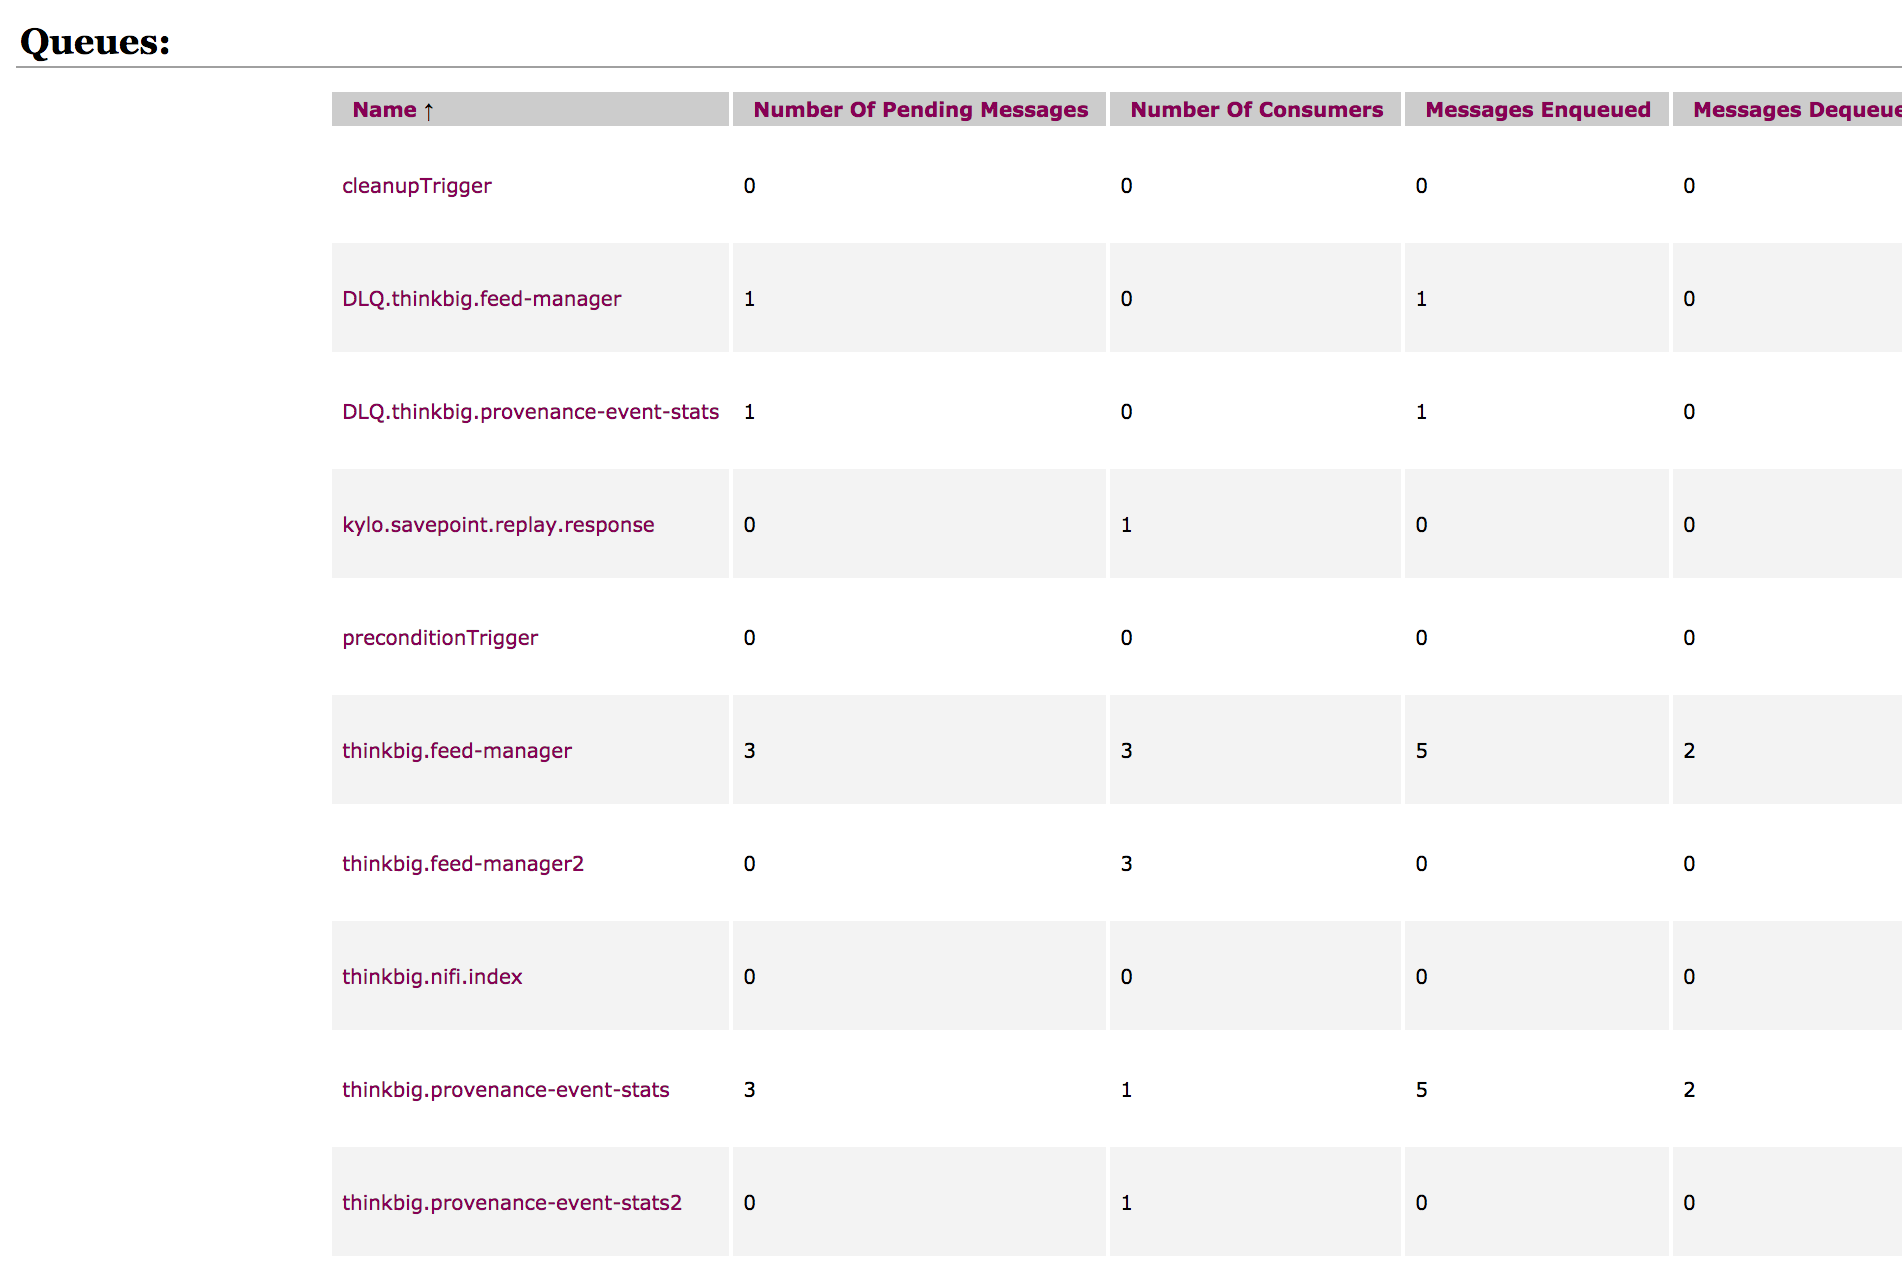 Queues:
Name ↑ Number Of Pending Messages Number Of Consumers Messages Enqueued Messages Dequeue
cleanupTrigger 0 0 0 0
DLQ.thinkbig.feed-manager 1 0 1 0
DLQ.thinkbig.provenance-event-stats 1 0 1 0
kylo.savepoint.replay.response 0 1 0 0
preconditionTrigger 0 0 0 0
thinkbig.feed-manager 3 3 5 2
thinkbig.feed-manager2 0 3 0 0
thinkbig.nifi.index 0 0 0 0
thinkbig.provenance-event-stats 3 1 5 2
thinkbig.provenance-event-stats2 0 1 0 0